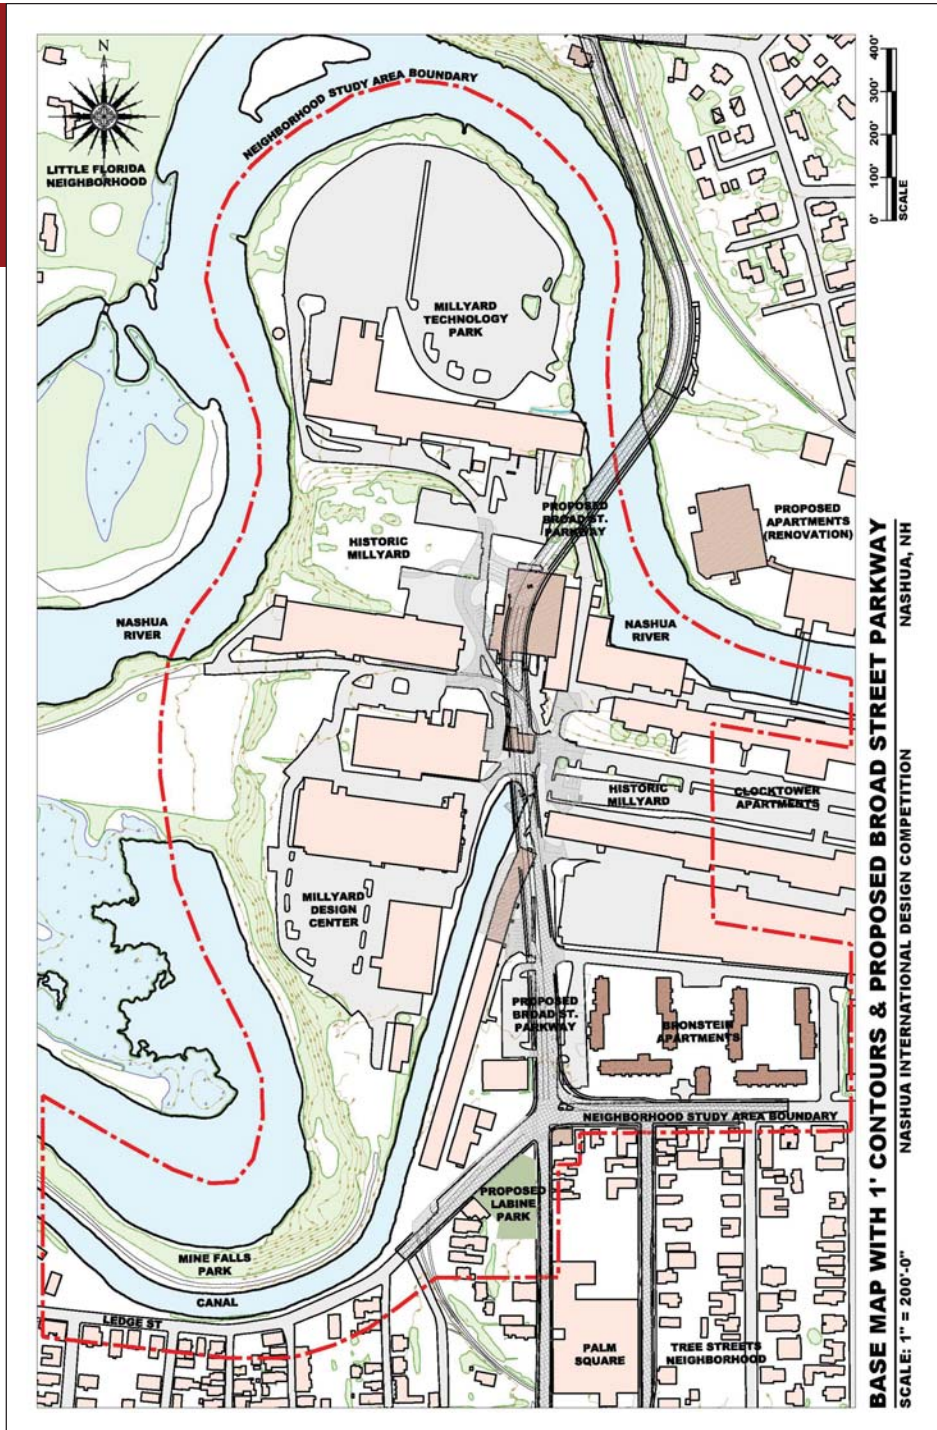 N
LITTLE FLORIDA
NEIGHBORHOOD
NEIGHBORHOOD STUDY AREA BOUNDARY
MILLYARD
TECHNOLOGY
PARK
PROPOSED
BROAD ST.
PARKWAY
HISTORIC
MILLYARD
PROPOSED
APARTMENTS
(RENOVATION)
NASHUA
RIVER
NASHUA
RIVER
HISTORIC
MILLYARD
CLOCKTOWER
APARTMENTS
MILLYARD
DESIGN
CENTER
PROPOSED
BROAD ST.
PARKWAY
BRONSTEIN
APARTMENTS
NEIGHBORHOOD STUDY AREA BOUNDARY
PROPOSED
LABINE
PARK
MINE FALLS
PARK
CANAL
LEDGE ST
PALM
SQUARE
TREE STREETS
NEIGHBORHOOD
0' 100' 200' 300' 400'
SCALE
BASE MAP WITH 1' CONTOURS & PROPOSED BROAD STREET PARKWAY
SCALE: 1" = 200'-0" NASHUA INTERNATIONAL DESIGN COMPETITION NASHUA, NH